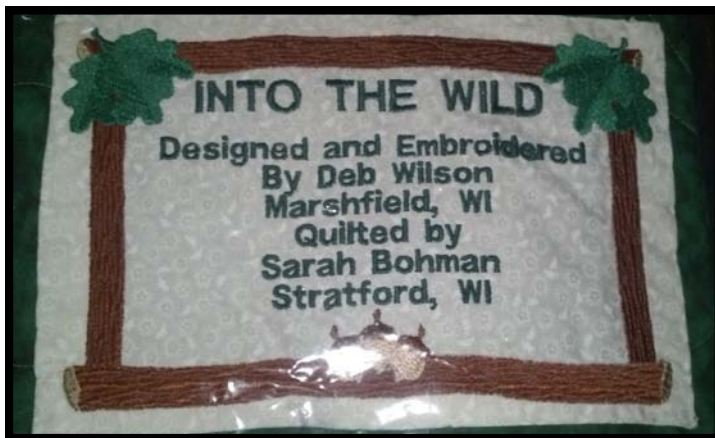 INTO THE WILD
Designed and Embroidered
By Deb Wilson
Marshfield, WI
Quilted by
Sarah Bohman
Stratford, WI